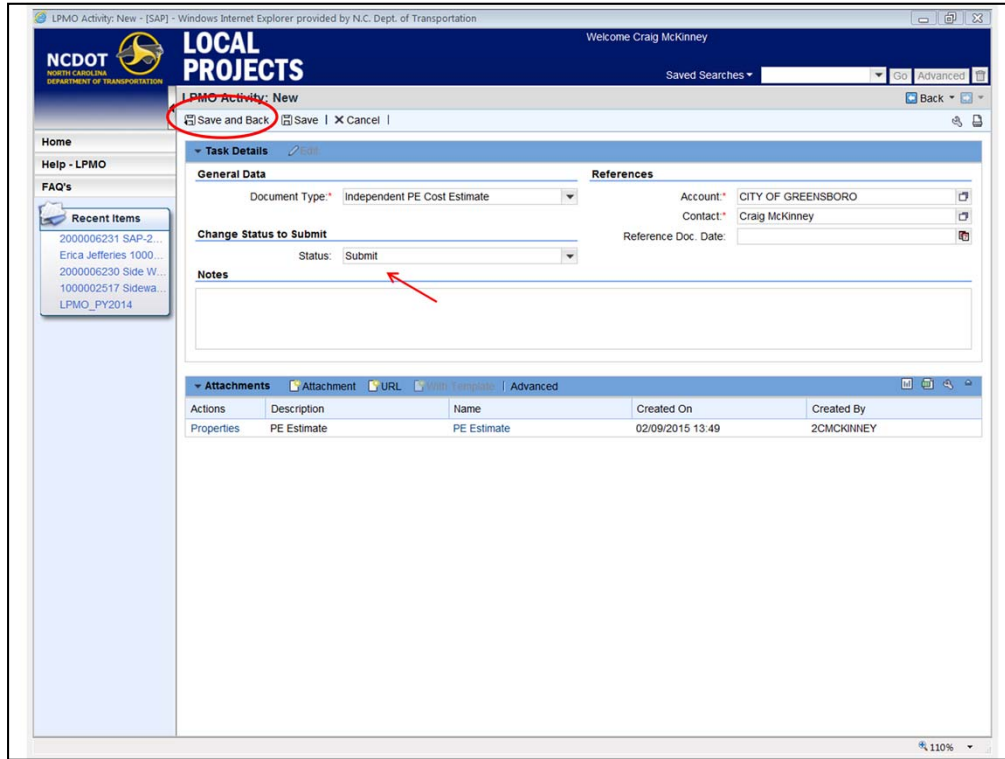 LPMO Activity: New - [SAP] - Windows Internet Explorer provided by N.C. Dept. of Transportation
NCDOT
NORTH CAROLINA
DEPARTMENT OF TRANSPORTATION
LOCAL
PROJECTS
Welcome Craig McKinney
Saved Searches
Go
Advanced
LPMO Activity: New
Back
Save and Back
Save | X Cancel |
Home
Help - LPMO
FAQ's
Recent Items
2000006231 SAP-2...
Erica Jefferies 1000...
2000006230 Side W...
1000002517 Sidewa...
LPMO_PY2014
Task Details
Edit
General Data
References
Document Type:* Independent PE Cost Estimate
Account:* CITY OF GREENSBORO
Contact:* Craig McKinney
Change Status to Submit
Reference Doc. Date:
Status: Submit
Notes
Attachments Attachment URL With Template | Advanced
Actions Description Name Created On Created By
Properties PE Estimate PE Estimate 02/09/2015 13:49 2CMCKINNEY
110%